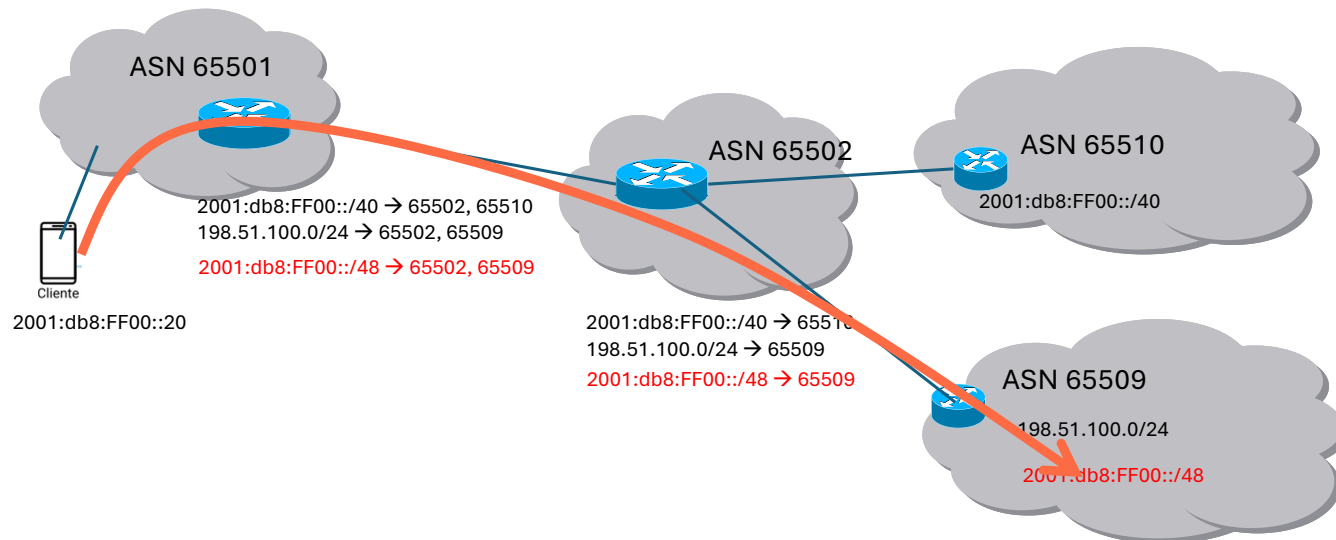 ASN 65501
ASN 65502
ASN 65510
2001:db8:FF00::/40
2001:db8:FF00::/40 → 65502, 65510
198.51.100.0/24 → 65502, 65509
2001:db8:FF00::/48 → 65502, 65509
Cliente
2001:db8:FF00::20
2001:db8:FF00::/40 → 65510
198.51.100.0/24 → 65509
2001:db8:FF00::/48 → 65509
ASN 65509
198.51.100.0/24
2001:db8:FF00::/48